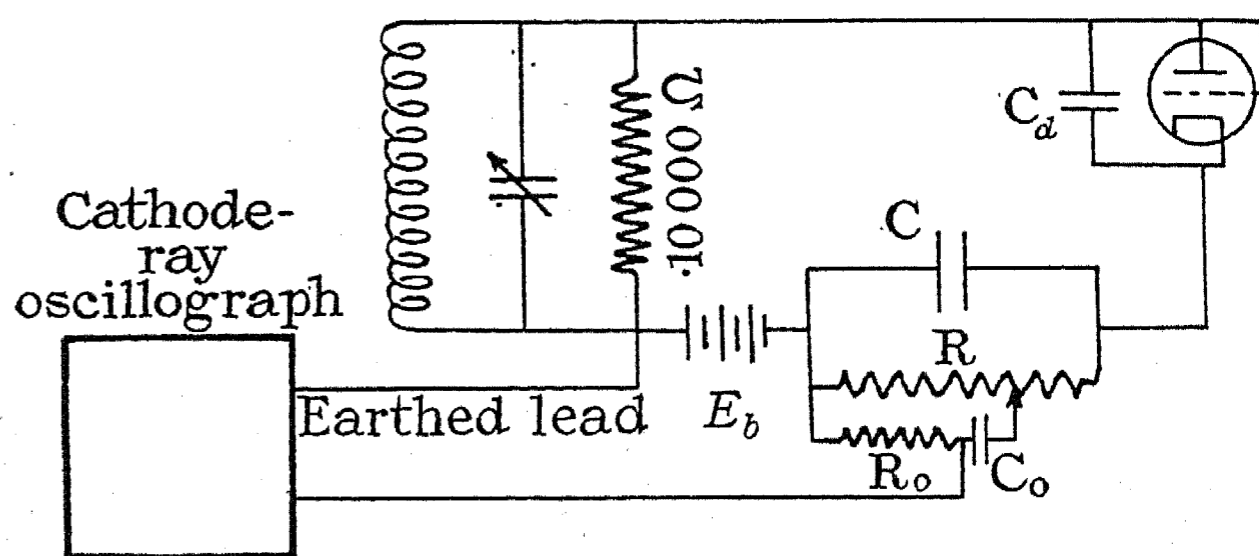 Cathode-
ray
oscillograph
10 000 Ω
C
C_d
R
Earthed lead
E_b
R_o
C_o